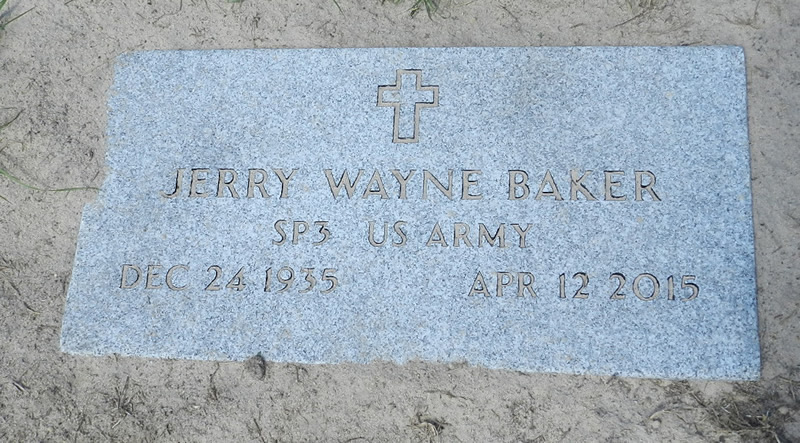 JERRY WAYNE BAKER
SP3 US ARMY
DEC 24 1935 APR 12 2015